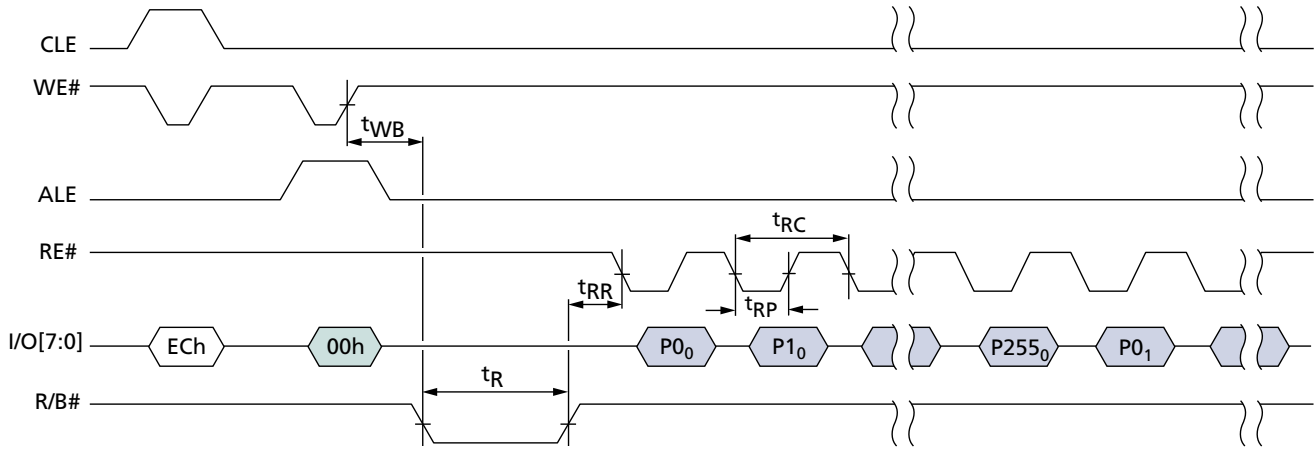 CLE
WE#
tWB
ALE
tRC
RE#
tRR
tRP
I/O[7:0] ECh 00h P0₀ P1₀ P255₀ P0₁
tR
R/B#